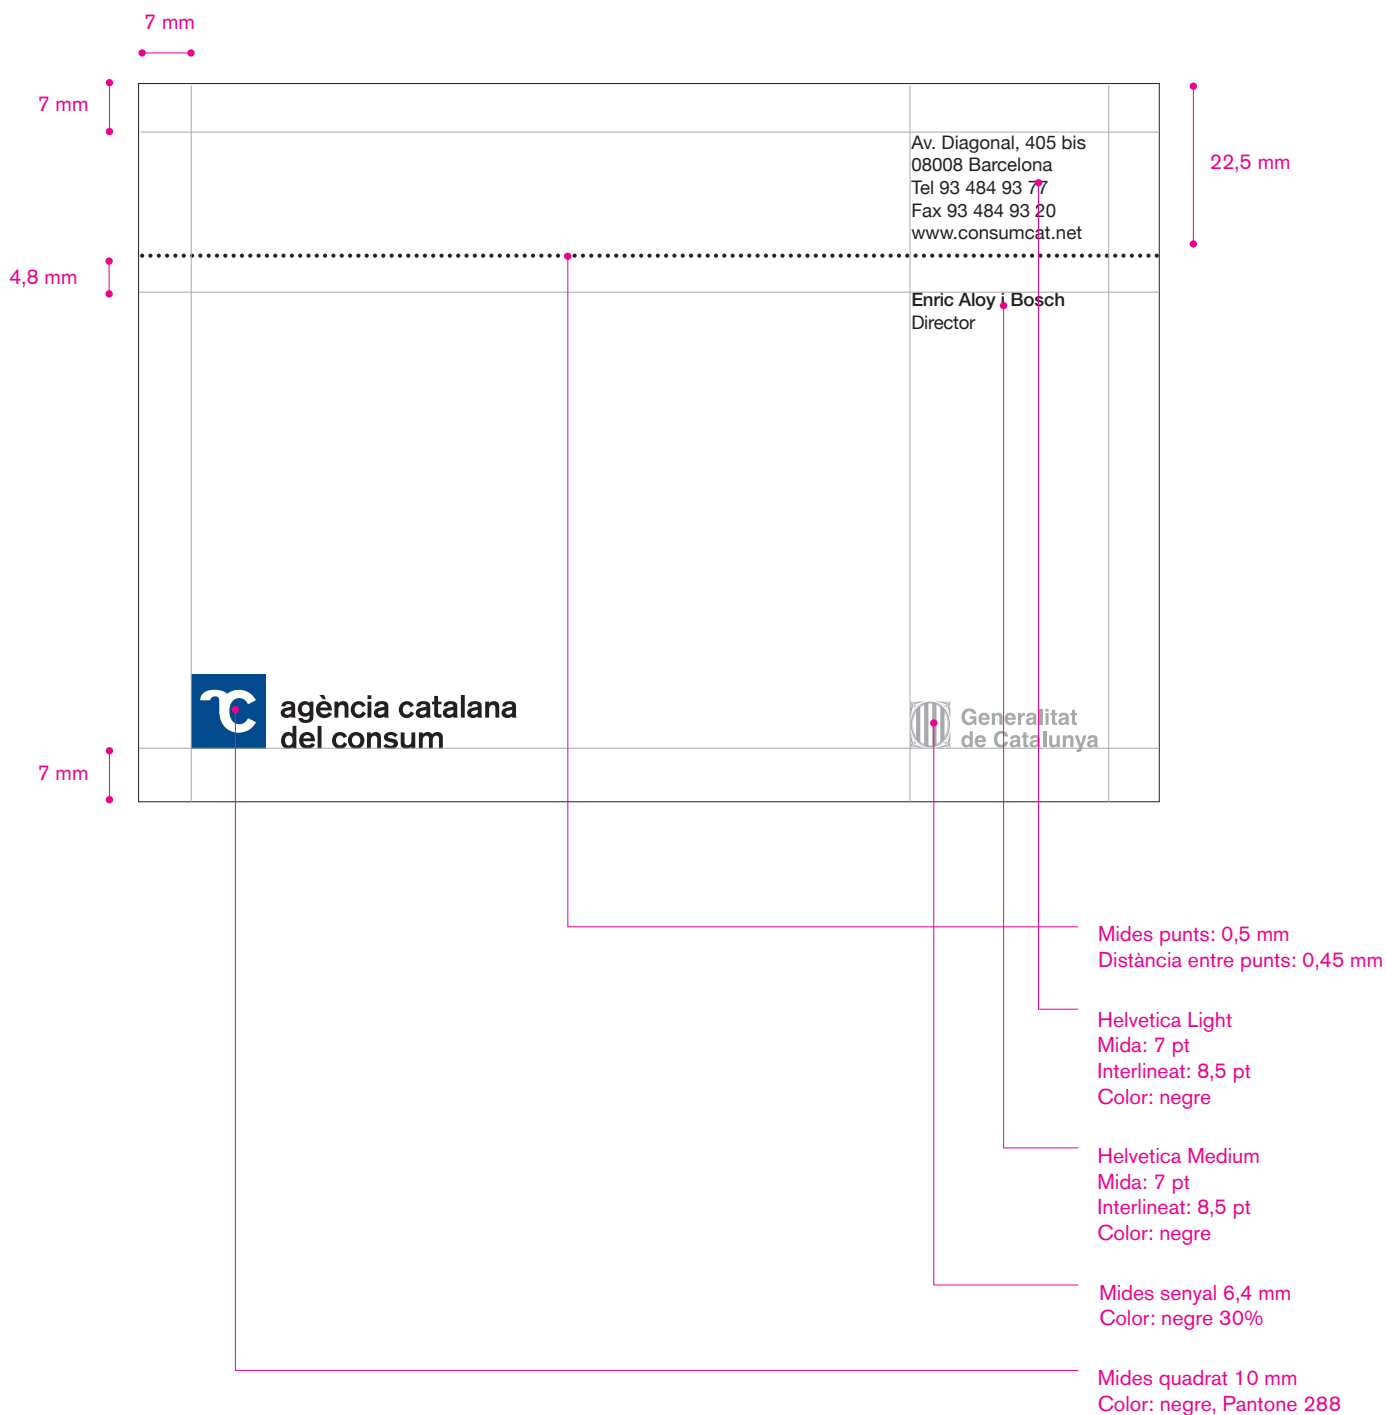 7 mm
7 mm
Av. Diagonal, 405 bis
08008 Barcelona
Tel 93 484 93 77
Fax 93 484 93 20
www.consumcat.net
22,5 mm
4,8 mm
Enric Aloy i Bosch
Director
agència catalana
del consum
Generalitat
de Catalunya
7 mm
Mides punts: 0,5 mm
Distància entre punts: 0,45 mm
Helvetica Light
Mida: 7 pt
Interlineat: 8,5 pt
Color: negre
Helvetica Medium
Mida: 7 pt
Interlineat: 8,5 pt
Color: negre
Mides senyal 6,4 mm
Color: negre 30%
Mides quadrat 10 mm
Color: negre, Pantone 288